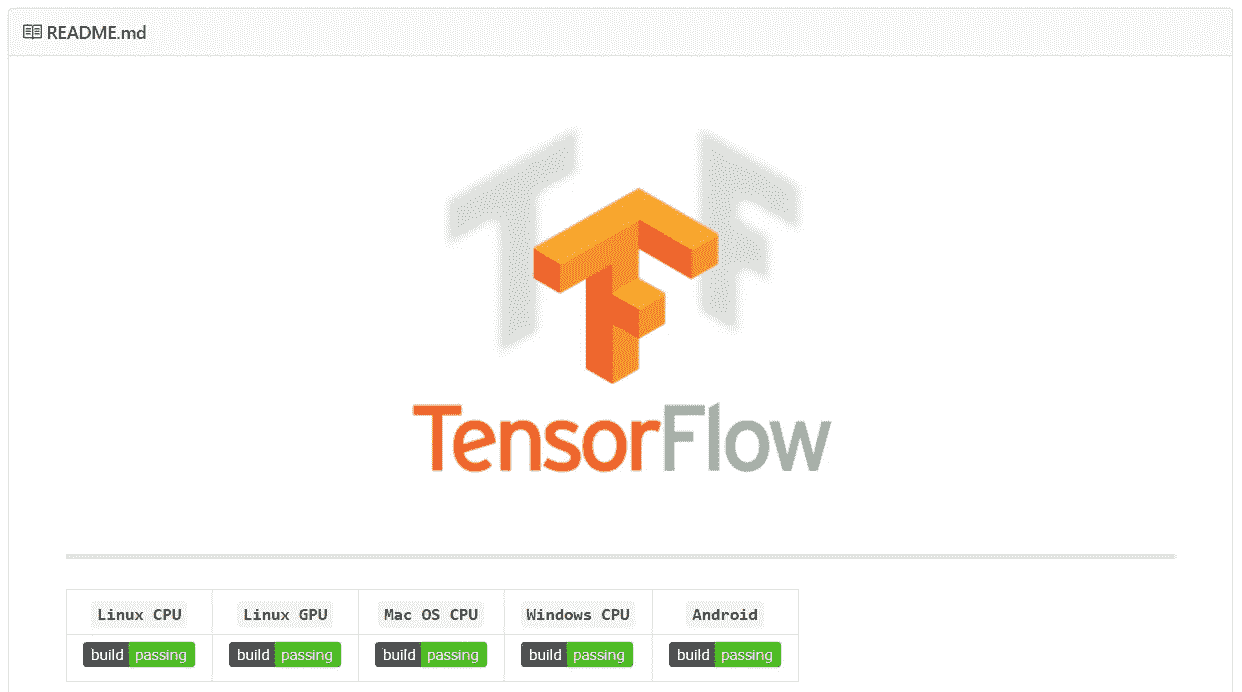 README.md
TensorFlow
Linux CPU Linux GPU Mac OS CPU Windows CPU Android
build passing build passing build passing build passing build passing